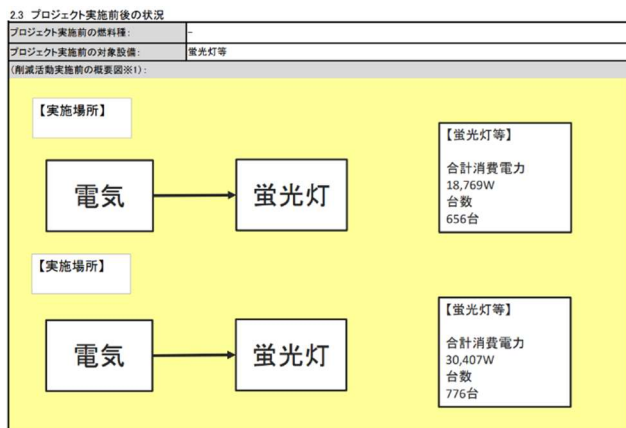 2.3 プロジェクト実施前後の状況
プロジェクト実施前の燃料種: -
プロジェクト実施前の対象設備: 蛍光灯等
(削減活動実施前の概要図※1):
【実施場所】
電気
蛍光灯
【蛍光灯等】
合計消費電力
18,769W
台数
656台
【実施場所】
電気
蛍光灯
【蛍光灯等】
合計消費電力
30,407W
台数
776台